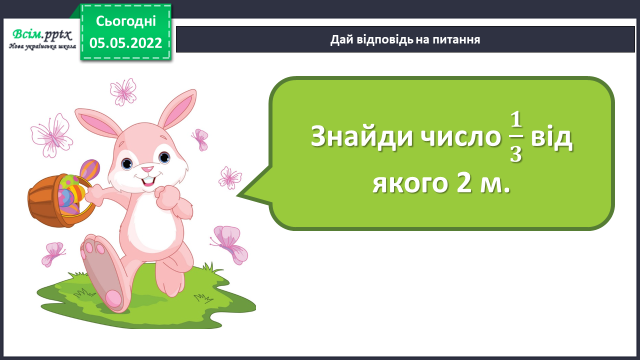 Всім.pptx
Нова українська школа
Сьогодні
05.05.2022
Дай відповідь на питання
Знайди число 1/3 від
якого 2 м.